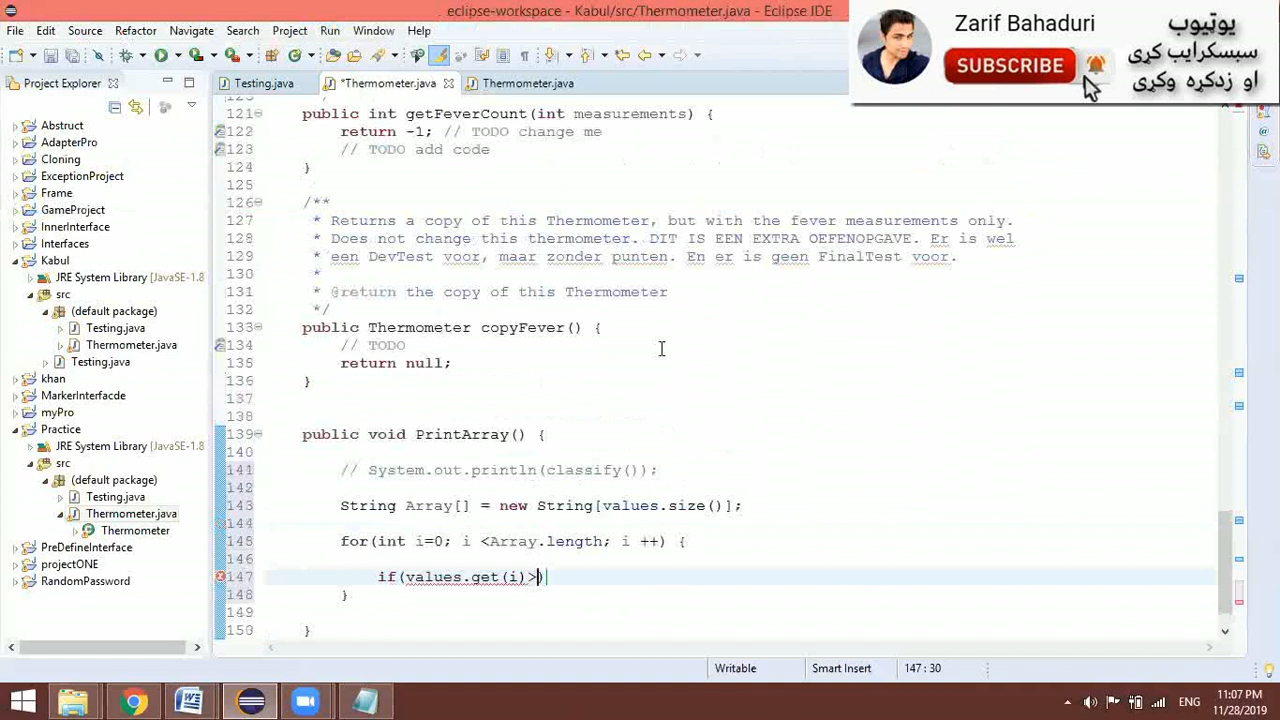 eclipse-workspace - Kabul/src/Thermometer.java - Eclipse IDE
File Edit Source Refactor Navigate Search Project Run Window Help
Zarif Bahaduri
SUBSCRIBE
یوټیوب
سبسکرایب کړی
او زدکړه وکړی
Project Explorer
Testing.java
*Thermometer.java
Thermometer.java
Abstruct
AdapterPro
Cloning
ExceptionProject
Frame
GameProject
InnerInterface
Interfaces
Kabul
JRE System Library [JavaSE-1.8
src
(default package)
Testing.java
Thermometer.java
Testing.java
khan
MarkerInterfacde
myPro
Practice
JRE System Library [JavaSE-1.8
src
(default package)
Testing.java
Thermometer.java
Thermometer
PreDefineInterface
projectONE
RandomPassword
121 public int getFeverCount(int measurements) {
122 return -1; // TODO change me
123 // TODO add code
124 }
125
126 /**
127 * Returns a copy of this Thermometer, but with the fever measurements only.
128 * Does not change this thermometer. DIT IS EEN EXTRA OEFENOPGAVE. Er is wel
129 * een DevTest voor, maar zonder punten. En er is geen FinalTest voor.
130 *
131 * @return the copy of this Thermometer
132 */
133 public Thermometer copyFever() {
134 // TODO
135 return null;
136 }
137
138
139 public void PrintArray() {
140
141 // System.out.println(classify());
142
143 String Array[] = new String[values.size()];
144
145 for(int i=0; i <Array.length; i ++) {
146
147 if(values.get(i)>)
148 }
149
150 }
Writable Smart Insert 147 : 30
ENG
11:07 PM
11/28/2019